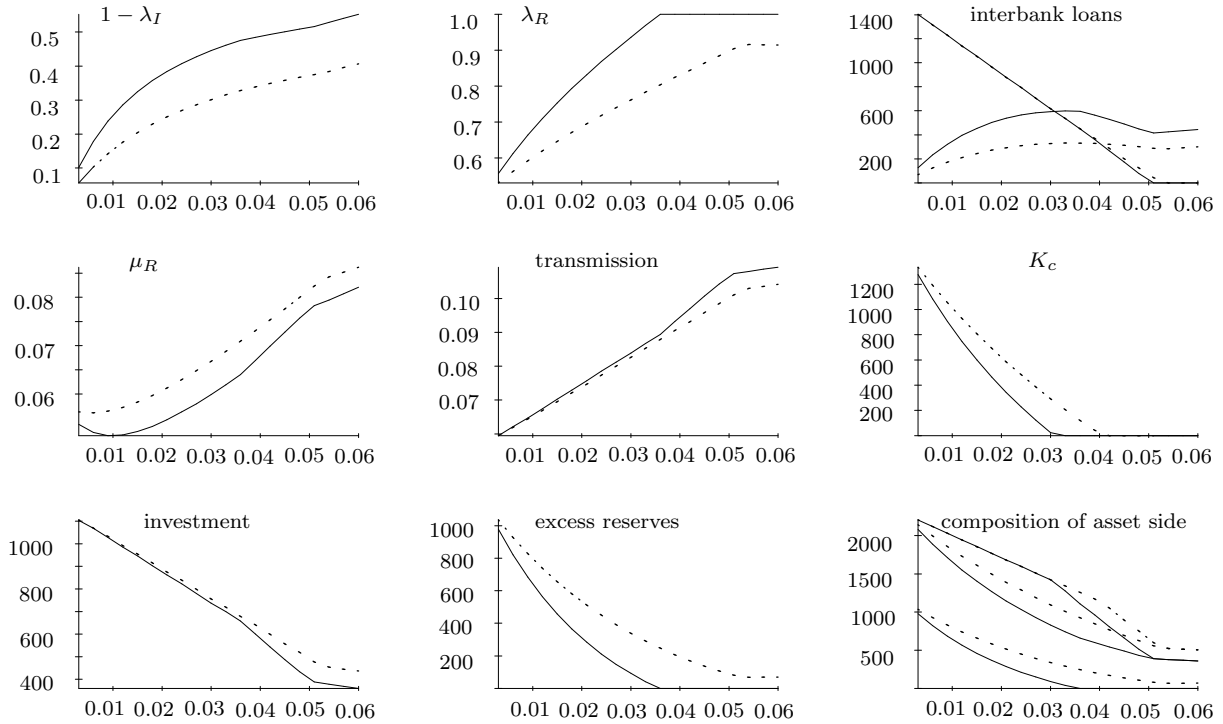 1 − λ_I
0.5
0.4
0.3
0.2
0.1
0.01 0.02 0.03 0.04 0.05 0.06
λ_R
1.0
0.9
0.8
0.7
0.6
0.01 0.02 0.03 0.04 0.05 0.06
interbank loans
1400
1000
600
200
0.01 0.02 0.03 0.04 0.05 0.06
μ_R
0.08
0.07
0.06
0.01 0.02 0.03 0.04 0.05 0.06
transmission
0.10
0.09
0.08
0.07
0.01 0.02 0.03 0.04 0.05 0.06
K_c
1200
1000
800
600
400
200
0.01 0.02 0.03 0.04 0.05 0.06
investment
1000
800
600
400
0.01 0.02 0.03 0.04 0.05 0.06
excess reserves
1000
800
600
400
200
0.01 0.02 0.03 0.04 0.05 0.06
composition of asset side
2000
1500
1000
500
0.01 0.02 0.03 0.04 0.05 0.06